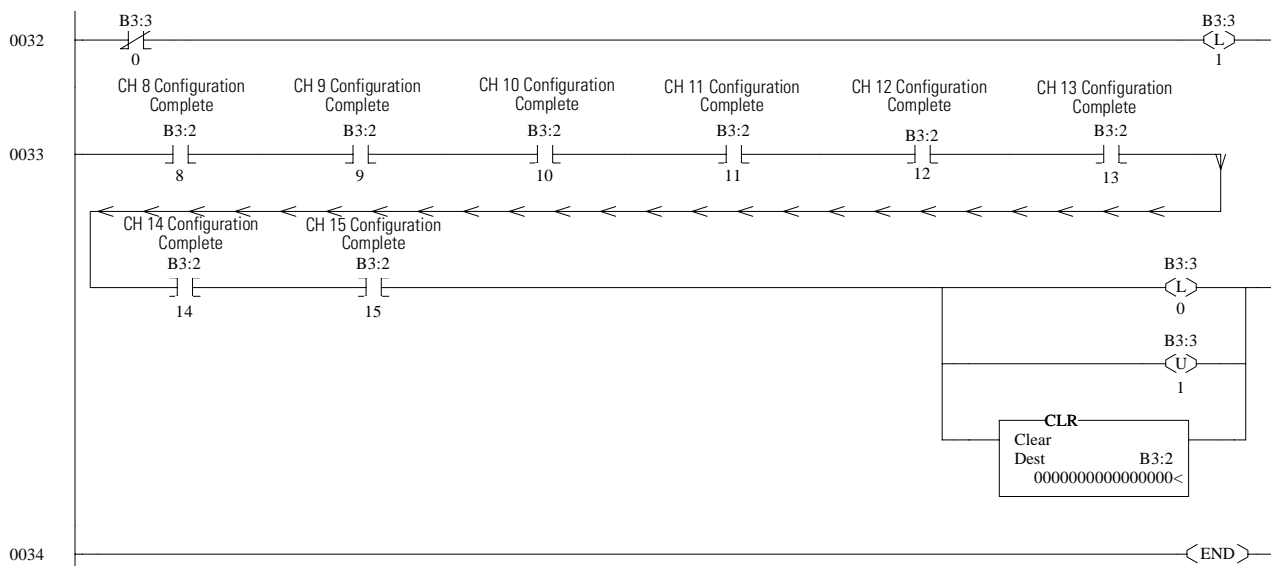 B3:3 B3:3
0032 L
0 1
CH 8 Configuration Complete CH 9 Configuration Complete CH 10 Configuration Complete CH 11 Configuration Complete CH 12 Configuration Complete CH 13 Configuration Complete
B3:2 B3:2 B3:2 B3:2 B3:2 B3:2
0033
8 9 10 11 12 13
CH 14 Configuration Complete CH 15 Configuration Complete
B3:2 B3:2 B3:3
L
14 15 0
B3:3
U
1
CLR
Clear
Dest B3:2
0000000000000000<
0034 END